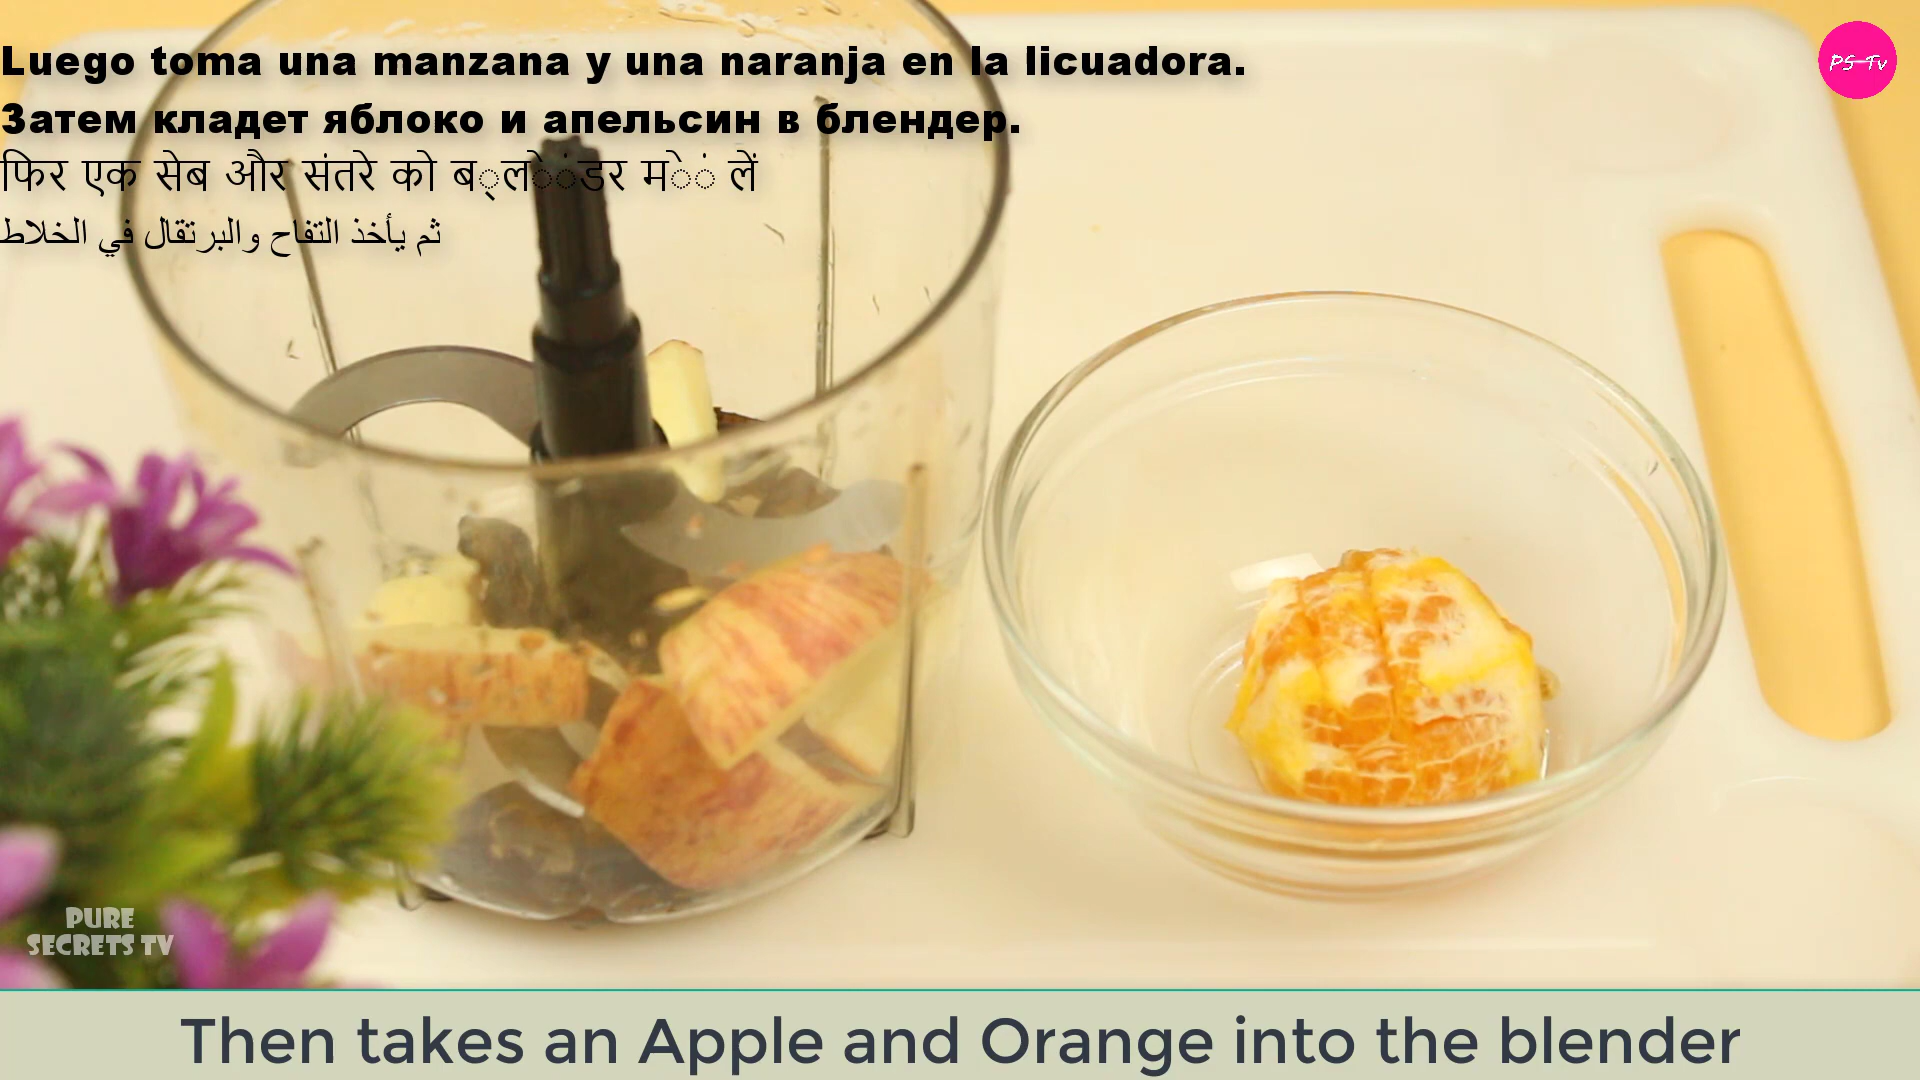 Luego toma una manzana y una naranja en la licuadora.
Затем кладет яблоко и апельсин в блендер.
फिर एक सेब और संतरे को ब्लेंडर में लें
ثم يأخذ التفاح والبرتقال في الخلاط
PS-Tv
PURE
SECRETS TV
Then takes an Apple and Orange into the blender